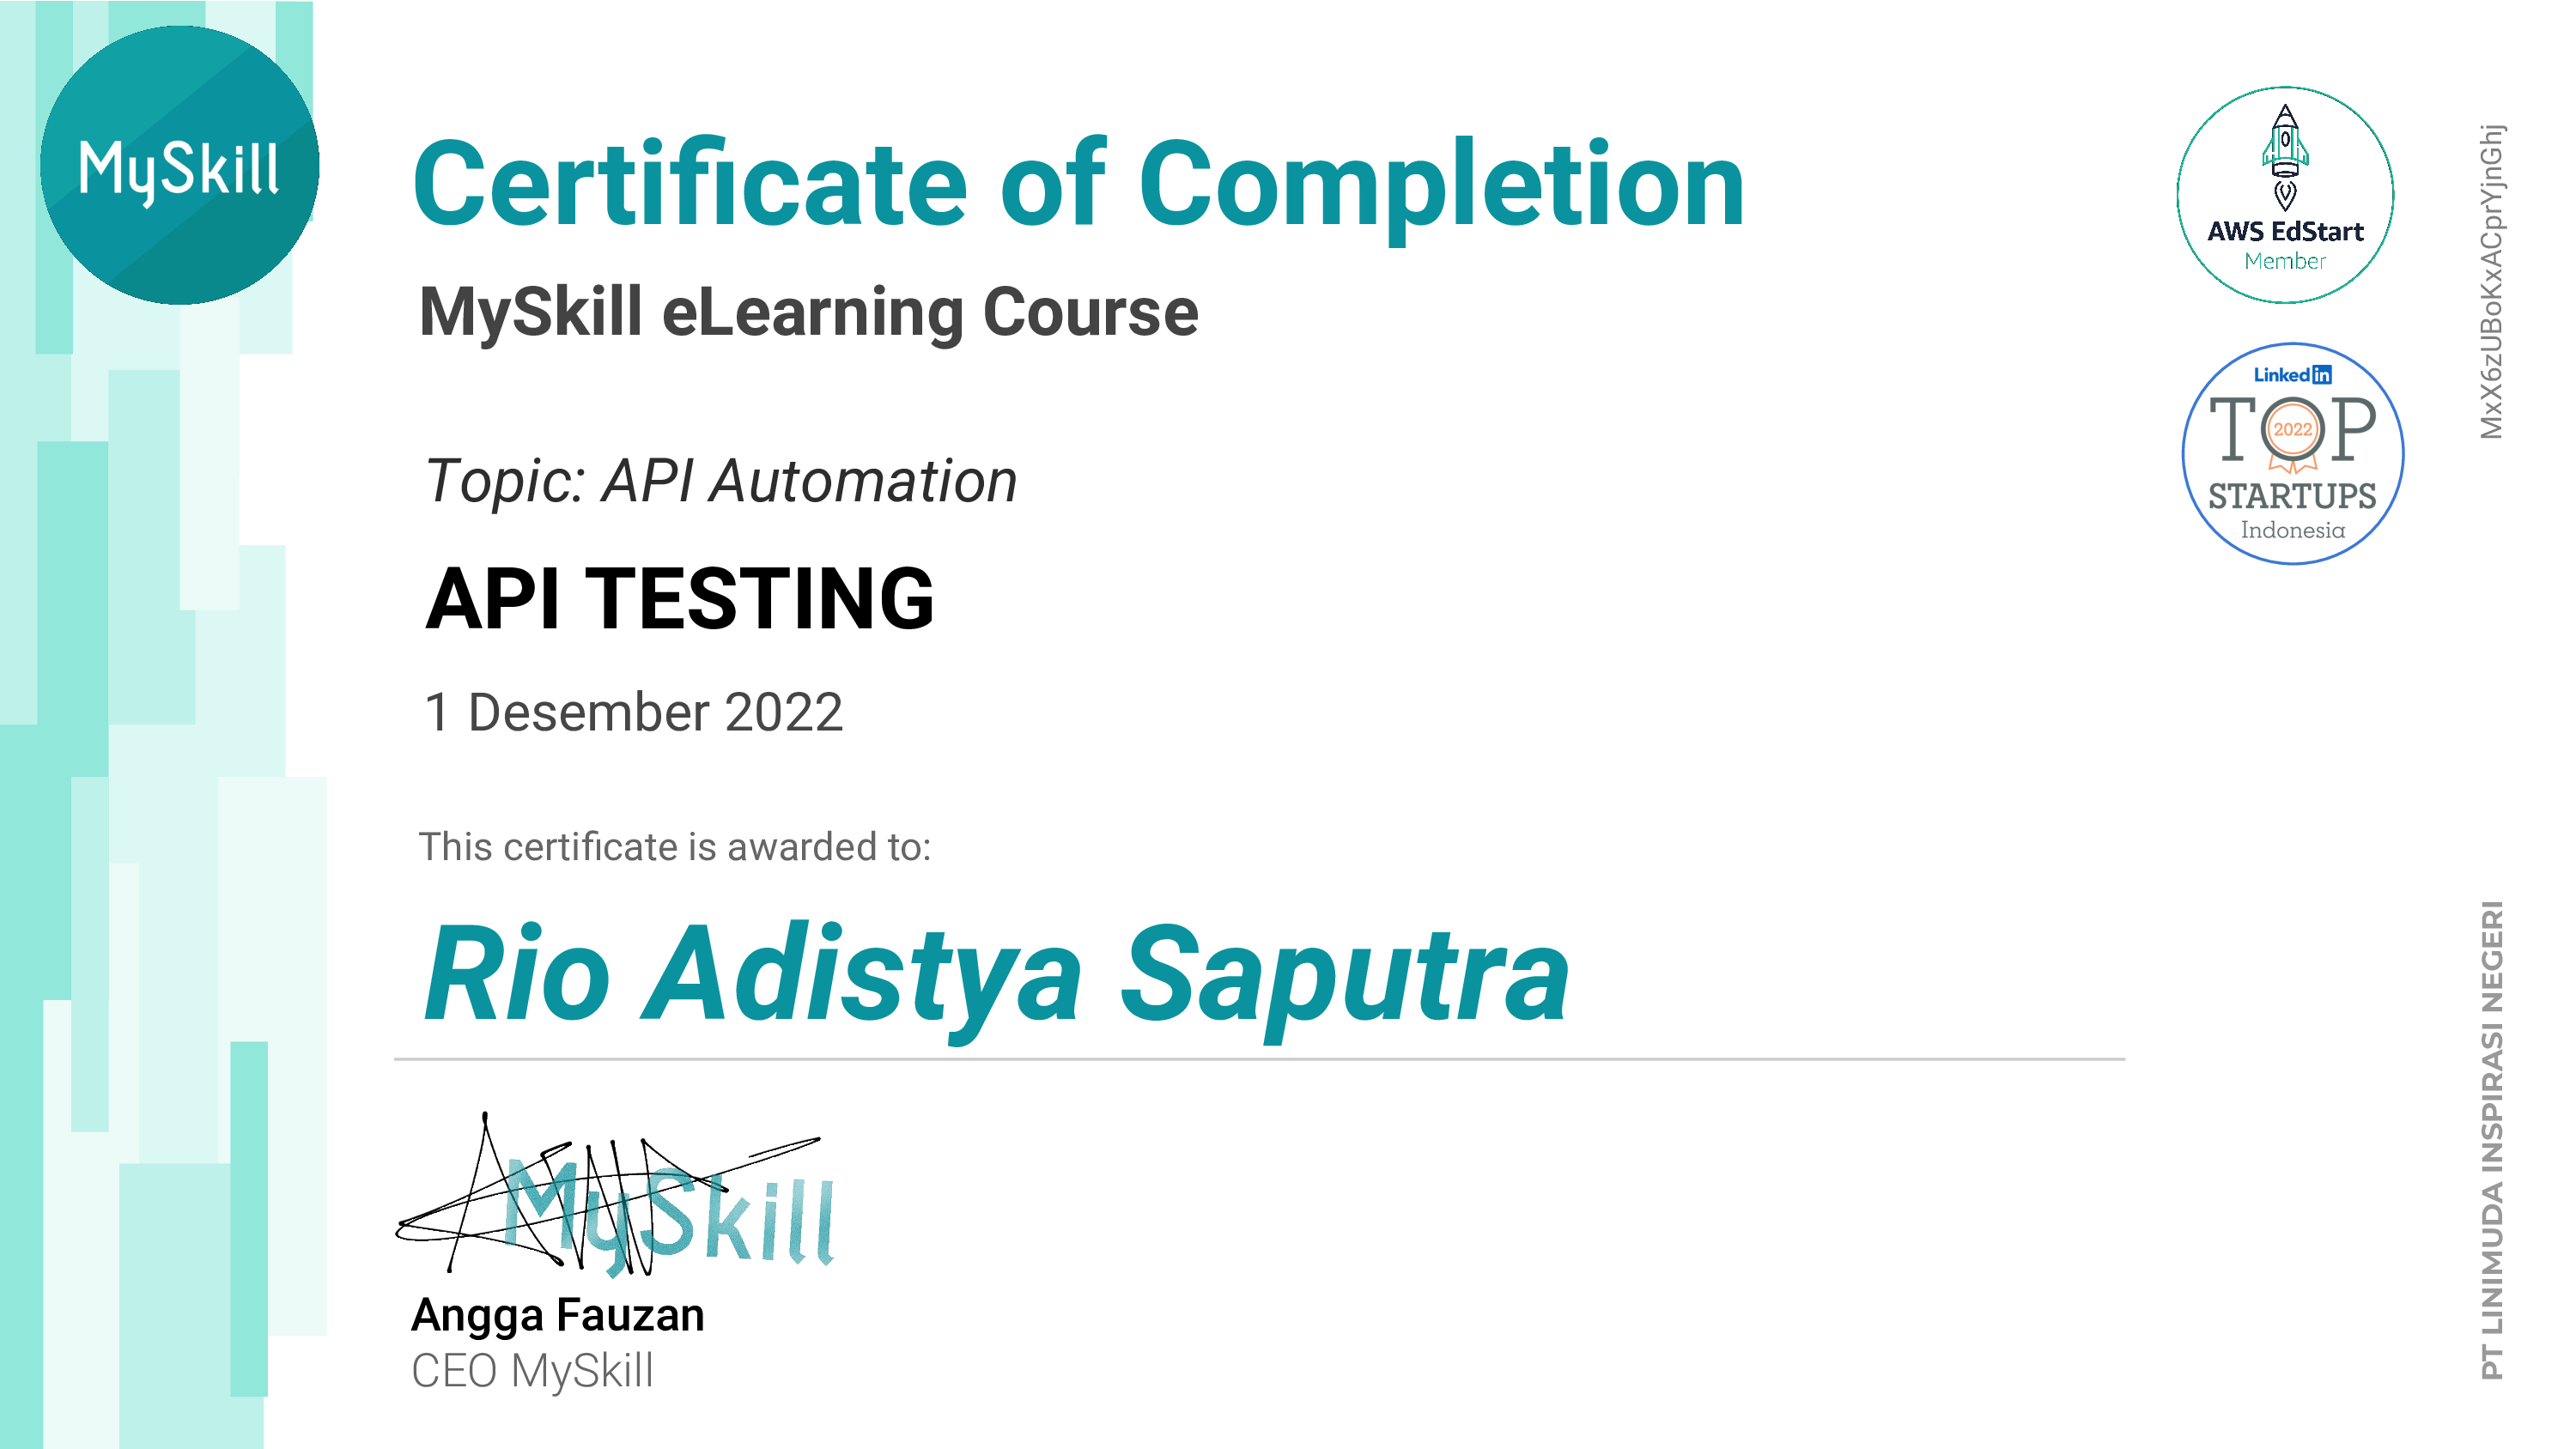 MySkill
Certificate of Completion
MySkill eLearning Course
Topic: API Automation
API TESTING
1 Desember 2022
This certificate is awarded to:
Rio Adistya Saputra
MySkill
Angga Fauzan
CEO MySkill
AWS EdStart
Member
Linked in
TOP
2022
STARTUPS
Indonesia
MxX6zUBoKxACprYjnGhj
PT LINIMUDA INSPIRASI NEGERI